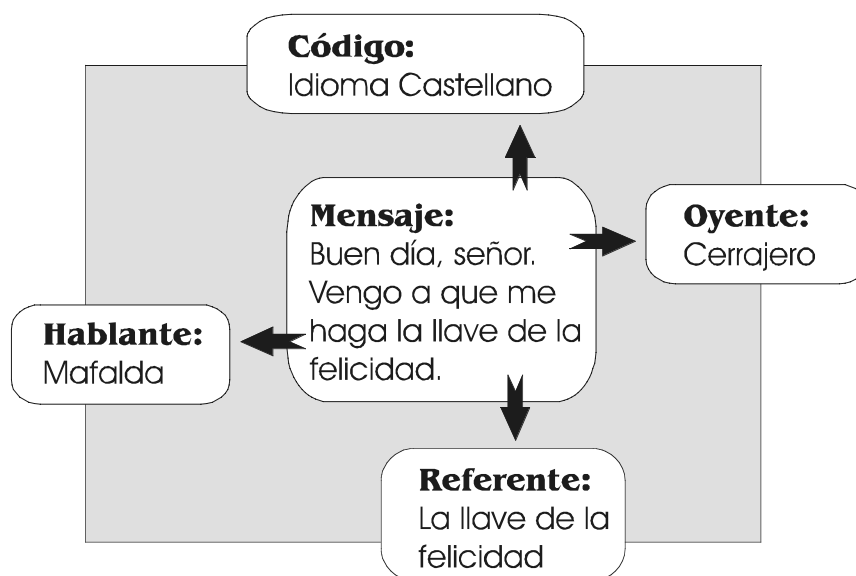 Código:
Idioma Castellano
Mensaje:
Buen día, señor.
Vengo a que me
haga la llave de la
felicidad.
Oyente:
Cerrajero
Hablante:
Mafalda
Referente:
La llave de la
felicidad